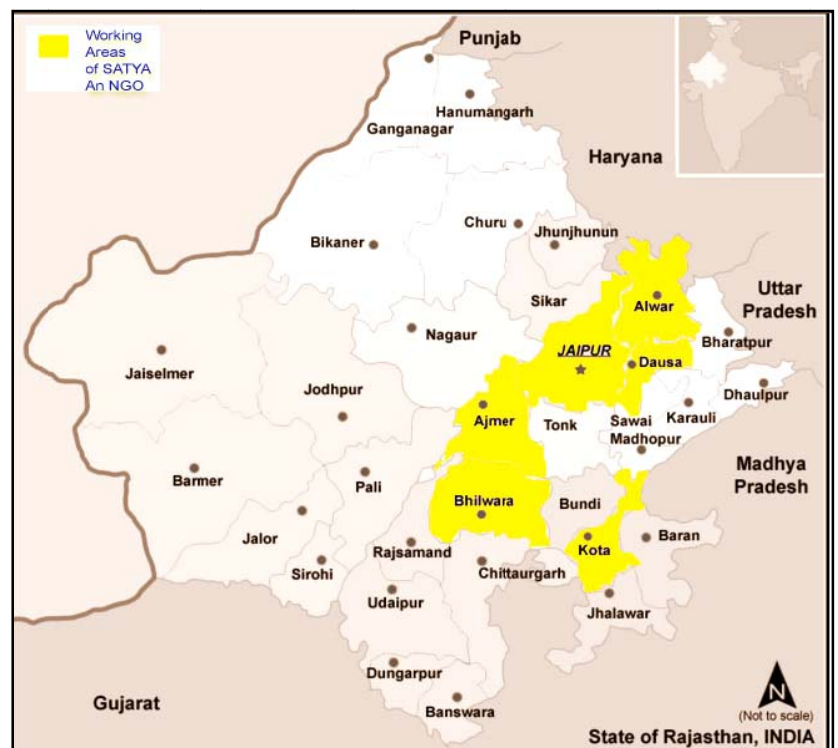 Working
Areas
of SATYA
An NGO
Punjab
Hanumangarh
Ganganagar
Haryana
Churu
Jhunjhunun
Bikaner
Sikar
Alwar
Uttar
Pradesh
Nagaur
Bharatpur
JAIPUR
Dausa
Jaiselmer
Jodhpur
Dhaulpur
Karauli
Ajmer
Tonk
Sawai
Madhopur
Madhya
Pradesh
Barmer
Pali
Bhilwara
Bundi
Jalor
Rajsamand
Kota
Baran
Sirohi
Chittaurgarh
Udaipur
Jhalawar
Dungarpur
Banswara
Gujarat
N
(Not to scale)
State of Rajasthan, INDIA